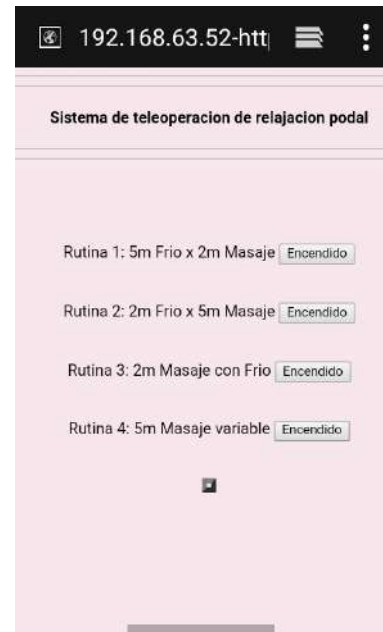 192.168.63.52-htt
Sistema de teleoperacion de relajacion podal
Rutina 1: 5m Frio x 2m Masaje Encendido
Rutina 2: 2m Frio x 5m Masaje Encendido
Rutina 3: 2m Masaje con Frio Encendido
Rutina 4: 5m Masaje variable Encendido